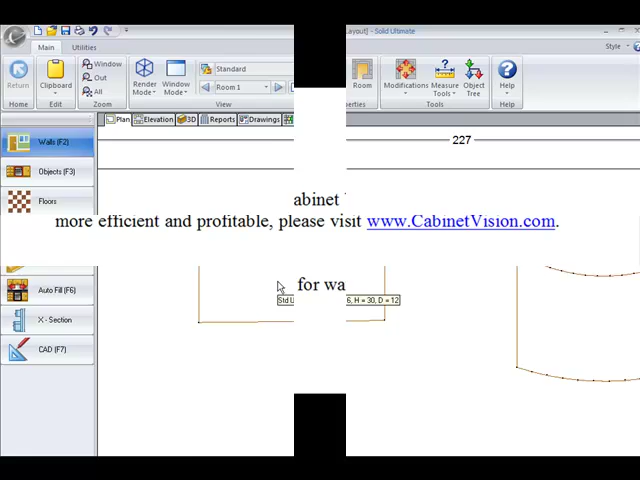 Layout] - Solid Ultimate
Main Utilities Style
Return Clipboard Window Out All Render Mode Window Mode Standard Room 1 Room Modifications Measure Tools Object Tree Help
Home Edit Zoom View Tools Help
Plan Elevation 3D Reports Drawings
Walls (F2)
227
Objects (F3)
Floors
abinet
more efficient and profitable, please visit www.CabinetVision.com.
for wa
Auto Fill (F6)
Std 6, H = 30, D = 12
X - Section
CAD (F7)